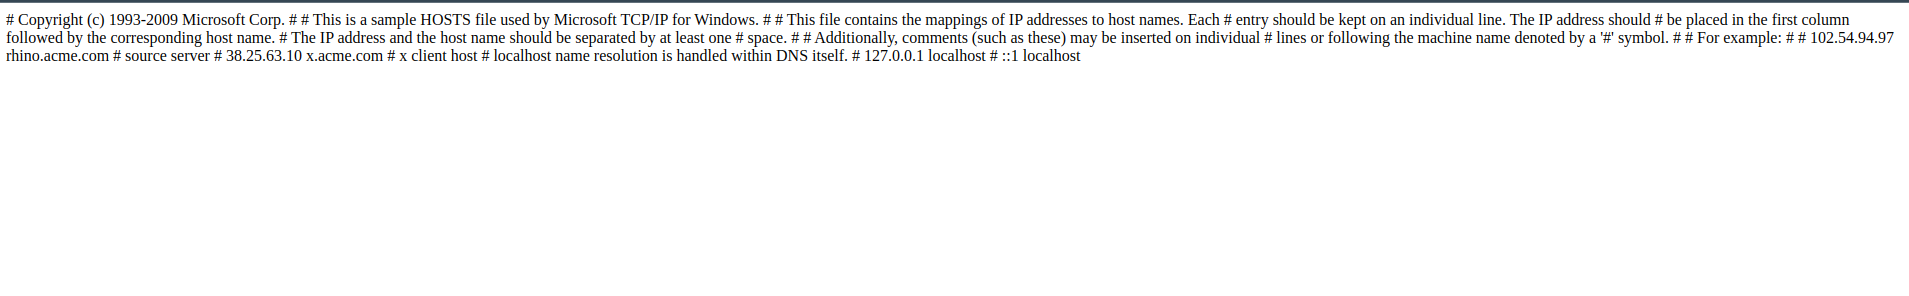 # Copyright (c) 1993-2009 Microsoft Corp. # # This is a sample HOSTS file used by Microsoft TCP/IP for Windows. # # This file contains the mappings of IP addresses to host names. Each # entry should be kept on an individual line. The IP address should # be placed in the first column
followed by the corresponding host name. # The IP address and the host name should be separated by at least one # space. # # Additionally, comments (such as these) may be inserted on individual # lines or following the machine name denoted by a '#' symbol. # # For example: # # 102.54.94.97
rhino.acme.com # source server # 38.25.63.10 x.acme.com # x client host # localhost name resolution is handled within DNS itself. # 127.0.0.1 localhost # ::1 localhost